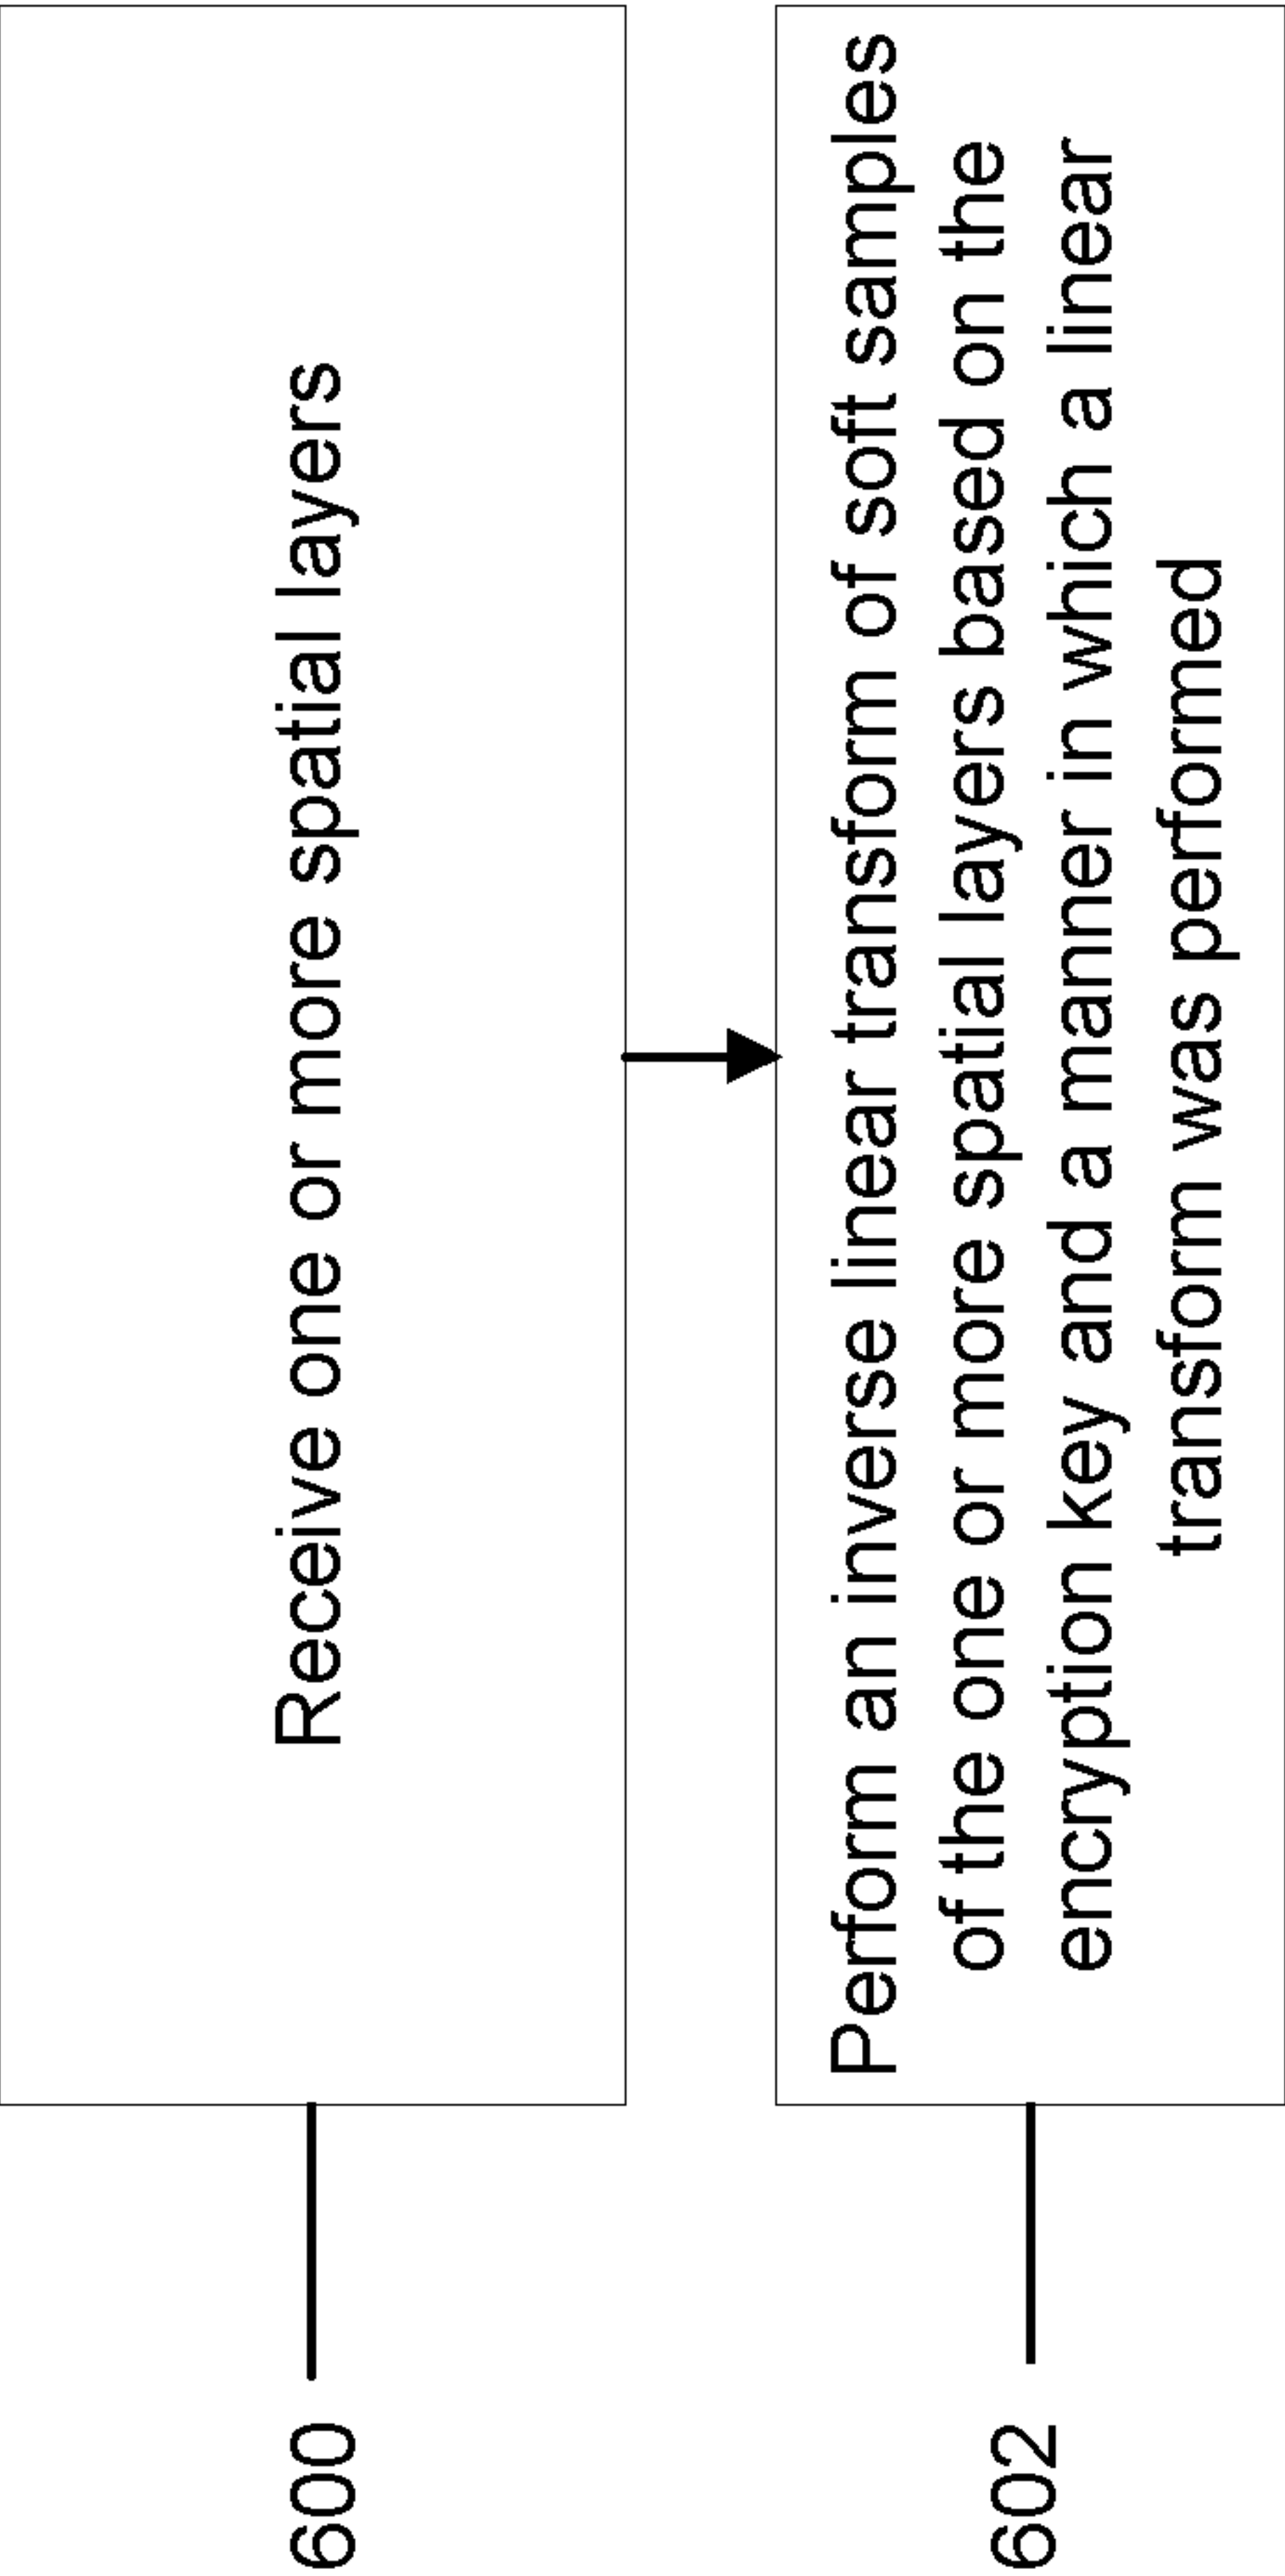 600
Receive one or more spatial layers
602
Perform an inverse linear transform of soft samples
of the one or more spatial layers based on the
encryption key and a manner in which a linear
transform was performed